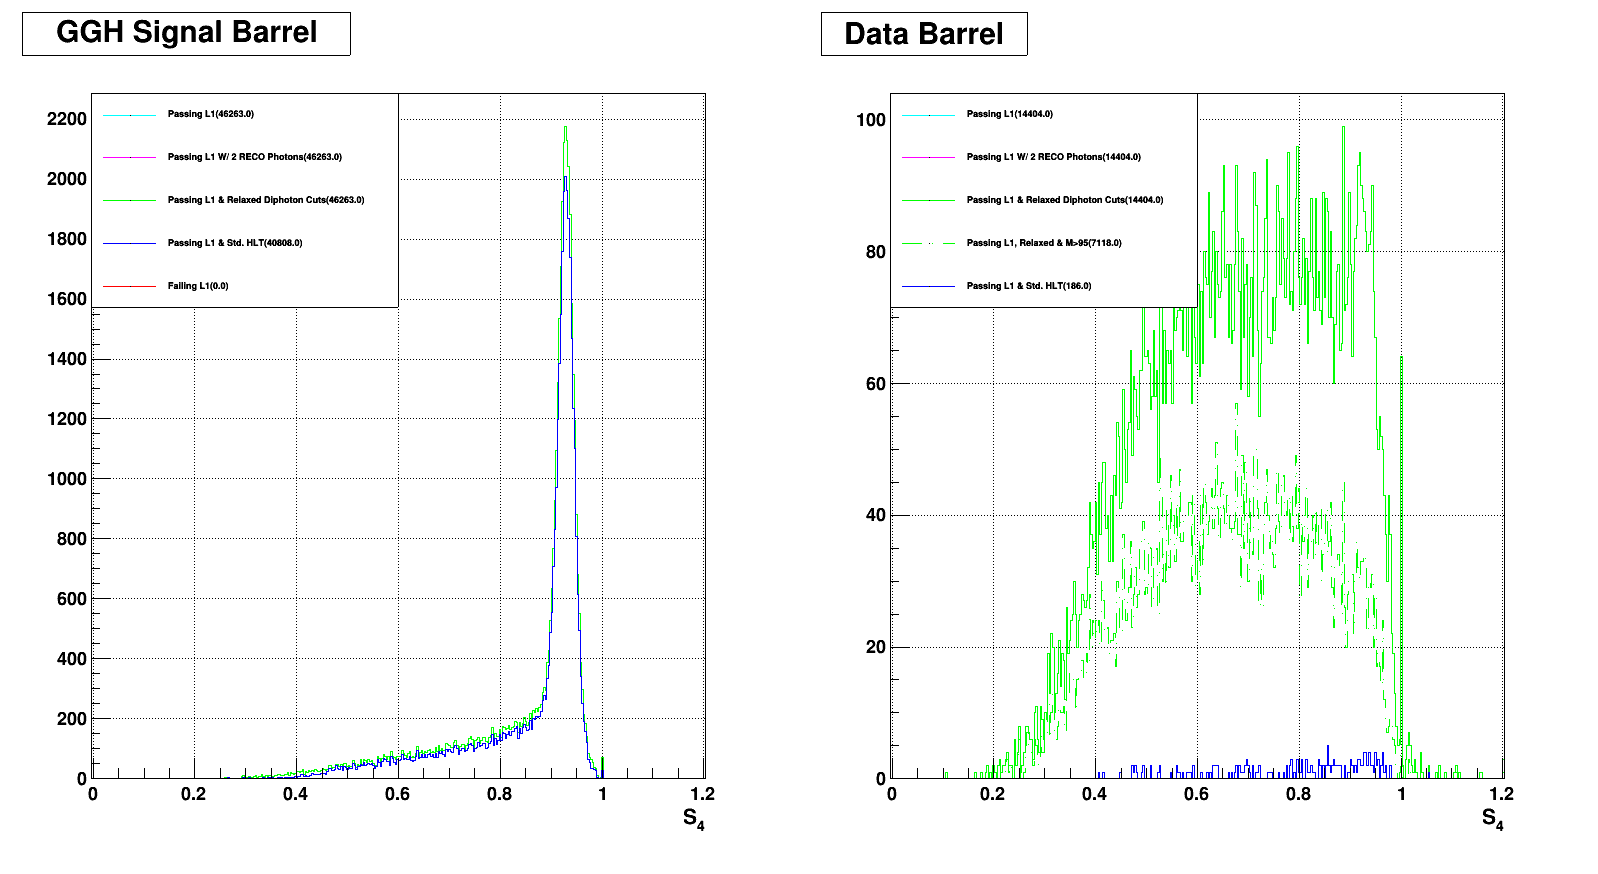 GGH Signal Barrel
Passing L1(46263.0)
Passing L1 W/ 2 RECO Photons(46263.0)
Passing L1 & Relaxed Diphoton Cuts(46263.0)
Passing L1 & Std. HLT(40808.0)
Failing L1(0.0)
2200
2000
1800
1600
1400
1200
1000
800
600
400
200
0
0 0.2 0.4 0.6 0.8 1 1.2
S4
Data Barrel
Passing L1(14404.0)
Passing L1 W/ 2 RECO Photons(14404.0)
Passing L1 & Relaxed Diphoton Cuts(14404.0)
Passing L1, Relaxed & M>95(7118.0)
Passing L1 & Std. HLT(186.0)
100
80
60
40
20
0
0 0.2 0.4 0.6 0.8 1 1.2
S4